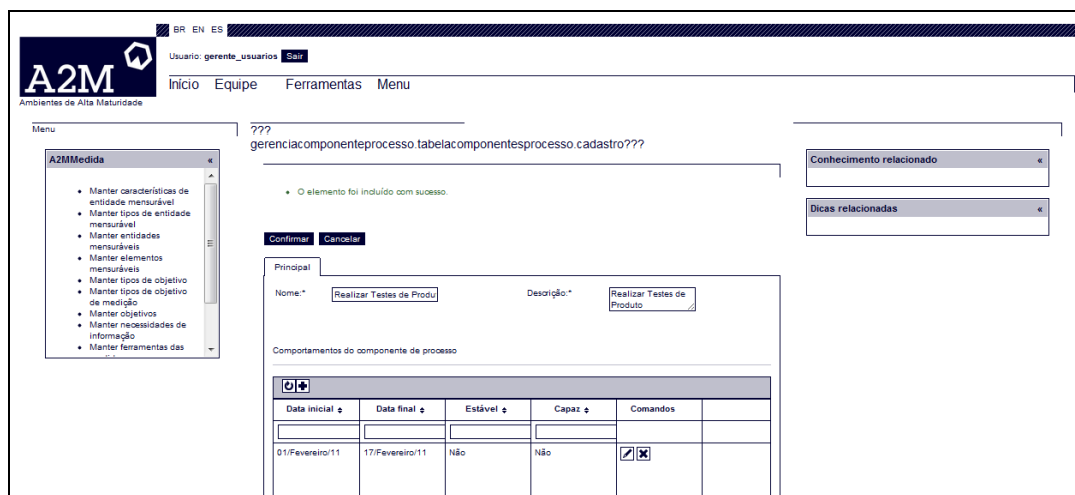 BR EN ES
Usuario: gerente_usuarios Sair
A2M
Ambientes de Alta Maturidade
Início Equipe Ferramentas Menu
Menu
A2MMedida «
Manter características de
entidade mensurável
Manter tipos de entidade
mensurável
Manter entidades
mensuráveis
Manter elementos
mensuráveis
Manter tipos de objetivo
Manter tipos de objetivo
de medição
Manter objetivos
Manter necessidades de
informação
Manter ferramentas das
???
gerenciacomponenteprocesso.tabelacomponentesprocesso.cadastro???
O elemento foi incluído com sucesso.
Confirmar Cancelar
Principal
Nome:* Realizar Testes de Produ
Descrição:* Realizar Testes de
Produto
Comportamentos do componente de processo
Data inicial Data final Estável Capaz Comandos
01/Fevereiro/11 17/Fevereiro/11 Não Não
Conhecimento relacionado «
Dicas relacionadas «